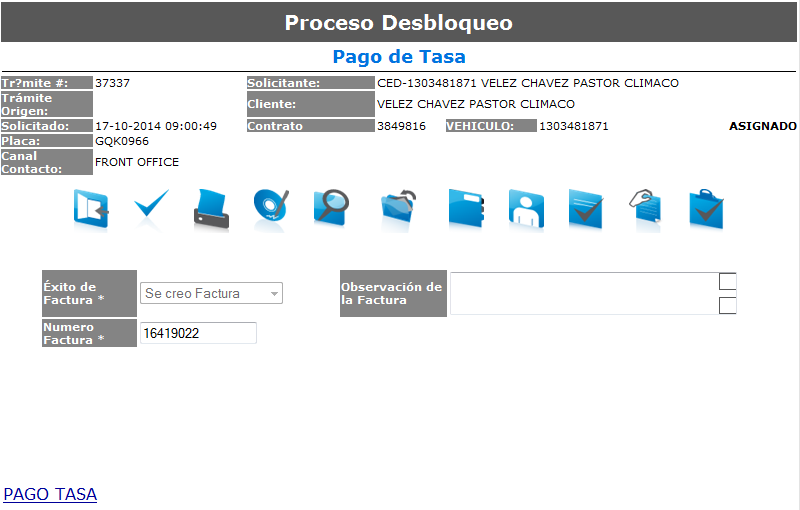 Proceso Desbloqueo
Pago de Tasa
Tr?mite #: 37337 Solicitante: CED-1303481871 VELEZ CHAVEZ PASTOR CLIMACO
Trámite
Origen:
Cliente: VELEZ CHAVEZ PASTOR CLIMACO
Solicitado: 17-10-2014 09:00:49 Contrato 3849816 VEHICULO: 1303481871 ASIGNADO
Placa: GQK0966
Canal
Contacto:
FRONT OFFICE
Éxito de
Factura *
Se creo Factura
Observación de
la Factura
Numero
Factura *
16419022
PAGO TASA